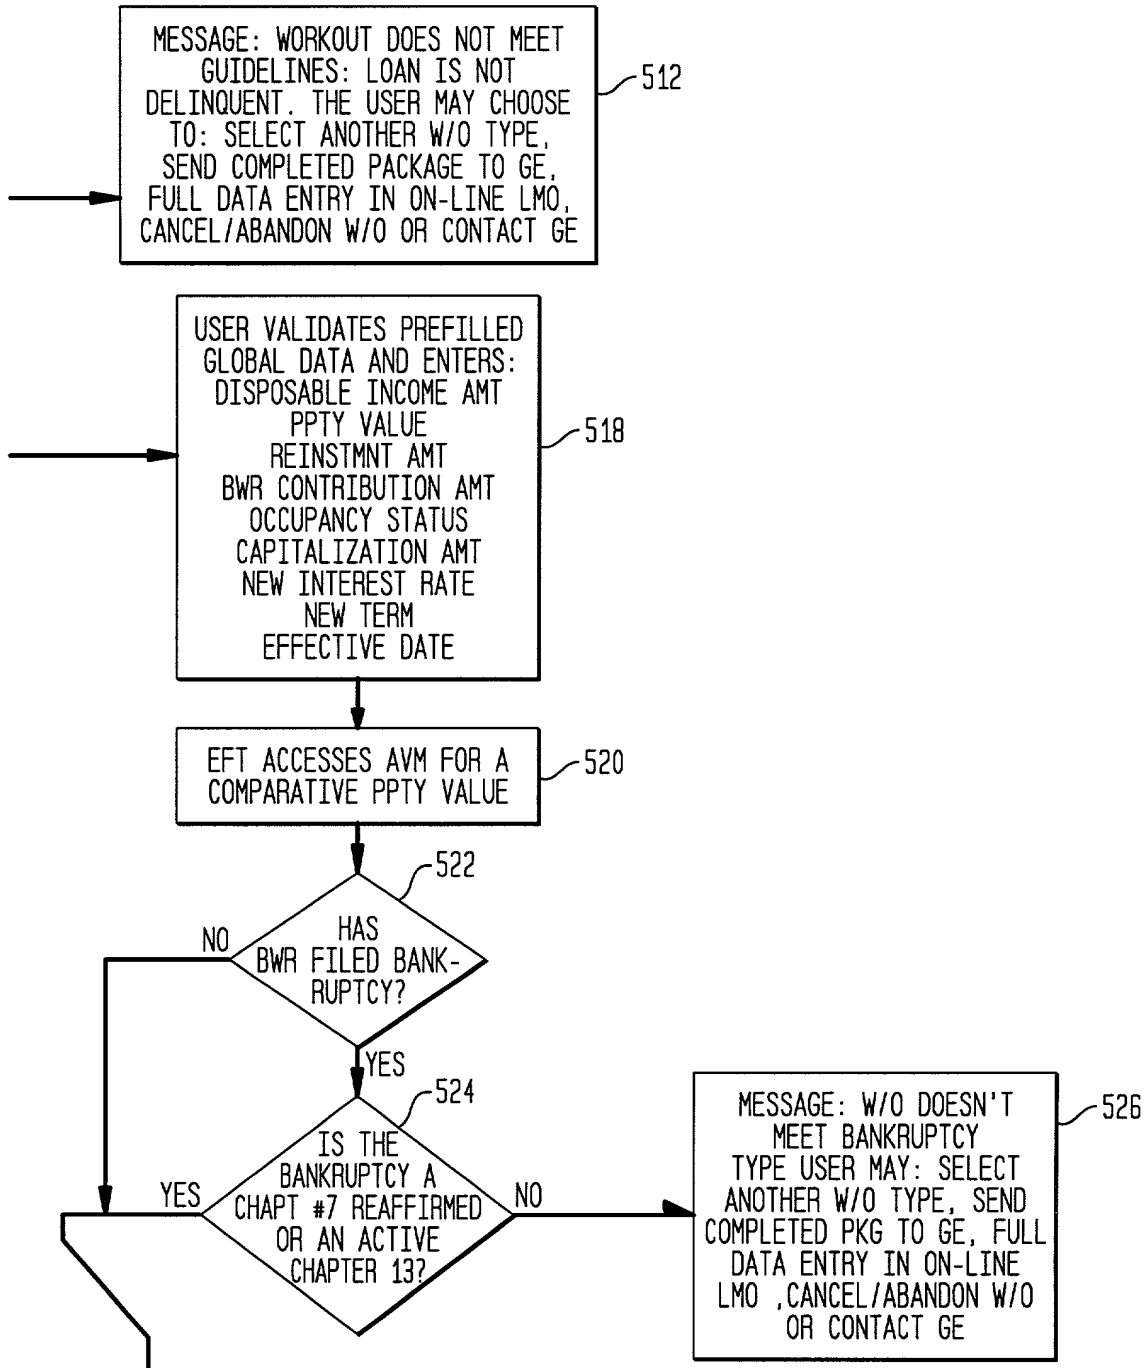 MESSAGE: WORKOUT DOES NOT MEET
GUIDELINES: LOAN IS NOT
DELINQUENT. THE USER MAY CHOOSE
TO: SELECT ANOTHER W/O TYPE,
SEND COMPLETED PACKAGE TO GE,
FULL DATA ENTRY IN ON-LINE LMO,
CANCEL/ABANDON W/O OR CONTACT GE
512
USER VALIDATES PREFILLED
GLOBAL DATA AND ENTERS:
DISPOSABLE INCOME AMT
PPTY VALUE
REINSTMNT AMT
BWR CONTRIBUTION AMT
OCCUPANCY STATUS
CAPITALIZATION AMT
NEW INTEREST RATE
NEW TERM
EFFECTIVE DATE
518
EFT ACCESSES AVM FOR A
COMPARATIVE PPTY VALUE
520
522
HAS
BWR FILED BANK-
RUPTCY?
NO
YES
524
IS THE
BANKRUPTCY A
CHAPT #7 REAFFIRMED
OR AN ACTIVE
CHAPTER 13?
YES
NO
MESSAGE: W/O DOESN'T
MEET BANKRUPTCY
TYPE USER MAY: SELECT
ANOTHER W/O TYPE, SEND
COMPLETED PKG TO GE, FULL
DATA ENTRY IN ON-LINE
LMO ,CANCEL/ABANDON W/O
OR CONTACT GE
526